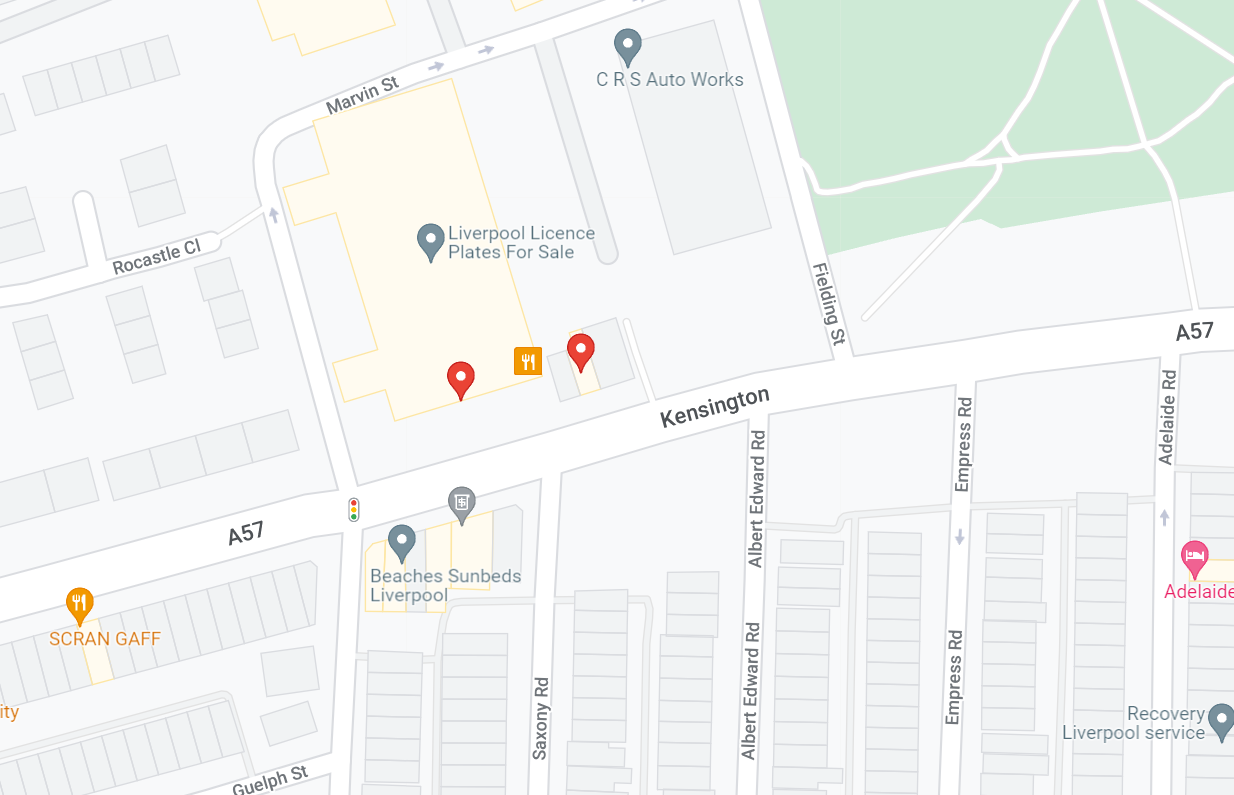 C R S Auto Works
Marvin St
Liverpool Licence
Plates For Sale
Rocastle Cl
Fielding St
A57
Kensington
Albert Edward Rd
Empress Rd
Adelaide Rd
A57
Beaches Sunbeds
Liverpool
Adelaide
SCRAN GAFF
Albert Edward Rd
Empress Rd
Saxony Rd
ity
Recovery
Liverpool service
Guelph St